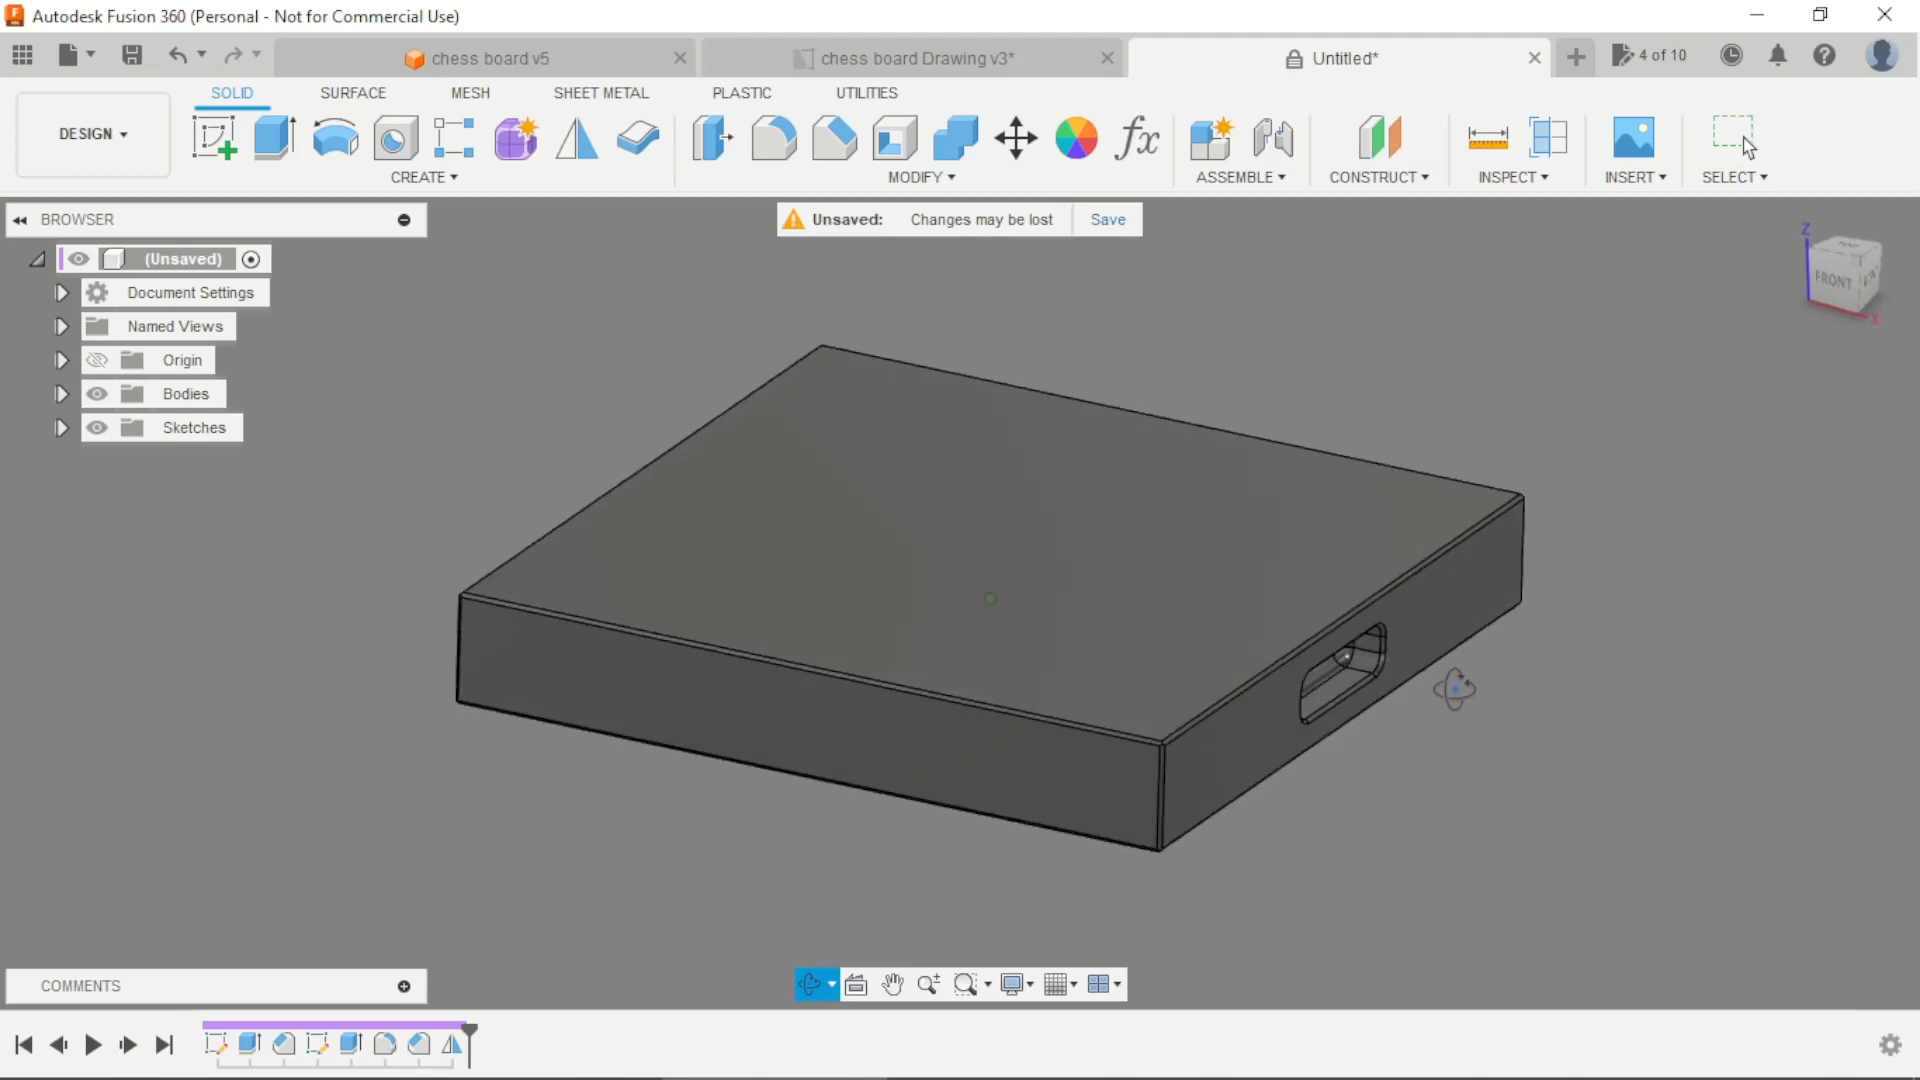 Autodesk Fusion 360 (Personal - Not for Commercial Use)
chess board v5
chess board Drawing v3*
Untitled*
4 of 10
DESIGN
SOLID
SURFACE
MESH
SHEET METAL
PLASTIC
UTILITIES
CREATE
MODIFY
ASSEMBLE
CONSTRUCT
INSPECT
INSERT
SELECT
BROWSER
Unsaved: Changes may be lost Save
(Unsaved)
Document Settings
Named Views
Origin
Bodies
Sketches
Z
TOP
FRONT
X
COMMENTS